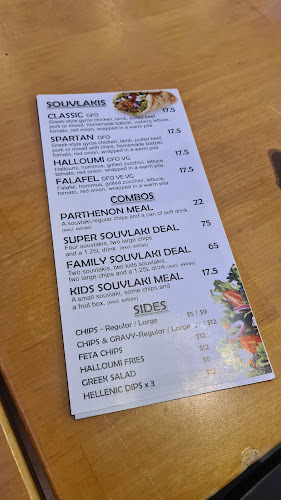 SOUVLAKIS
CLASSIC GFO 17.5
Greek-style gyros chicken, lamb, pulled beef,
pork or mixed, homemade tzatziki, iceberg lettuce,
tomato, red onion, wrapped in a warm pita
SPARTAN GFO 17.5
Greek-style gyros chicken, lamb, pulled beef,
pork or mixed with chips, homemade tzatziki,
tomato, red onion, wrapped in a warm pita
HALLOUMI GFO VG 17.5
Halloumi, hommus, grilled zucchini, lettuce,
tomato, red onion, wrapped in a warm pita
FALAFEL GFO VE VG 17.5
Falafel, hommus, grilled zucchini, lettuce,
tomato, red onion, wrapped in a warm pita
COMBOS
PARTHENON MEAL 22
A souvlaki, regular chips and a can of soft drink.
(excl. extras)
SUPER SOUVLAKI DEAL 75
Four souvlakis, two large chips
and a 1.25L drink. (excl. extras)
FAMILY SOUVLAKI DEAL 65
Two souvlakis, two kids souvlakis,
two large chips and a 1.25L drink (excl. extras)
KIDS SOUVLAKI MEAL 17.5
A small souvlaki, some chips and
a fruit box. (excl. extras)
SIDES
CHIPS - Regular / Large $5 / $9
CHIPS & GRAVY-Regular / Large / $12
FETA CHIPS $12
HALLOUMI FRIES $12
GREEK SALAD
HELLENIC DIPS x 3 $12